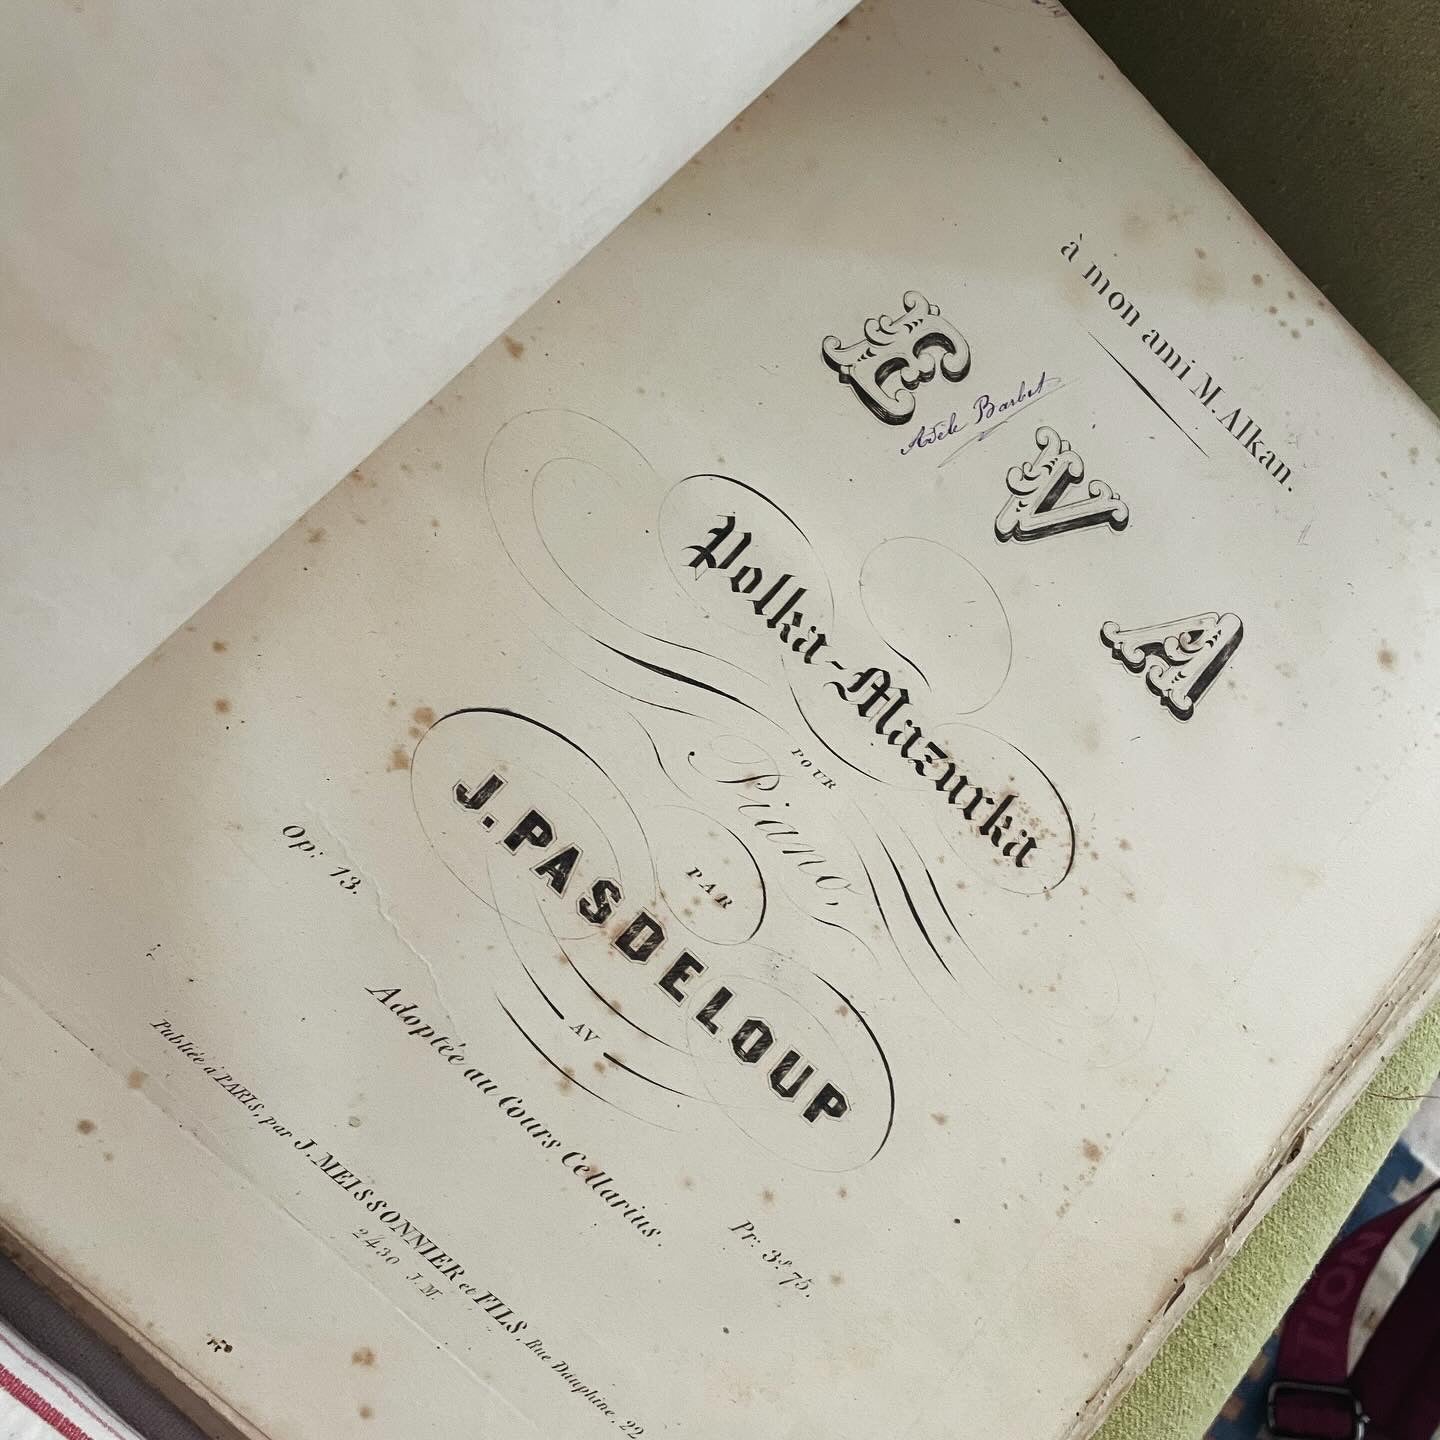 à mon ami M. Alkan.
EVA
Adèle Barbet
Polka-Mazurka
POUR
Piano,
PAR
J. PASDELOUP
AV
Op: 13.
Pr: 3f 75.
Adoptée au Cours Cellarius.
Publiée à PARIS, par J. MEISSONNIER et FILS, Rue Dauphine, 22
2430 J. M.
TION